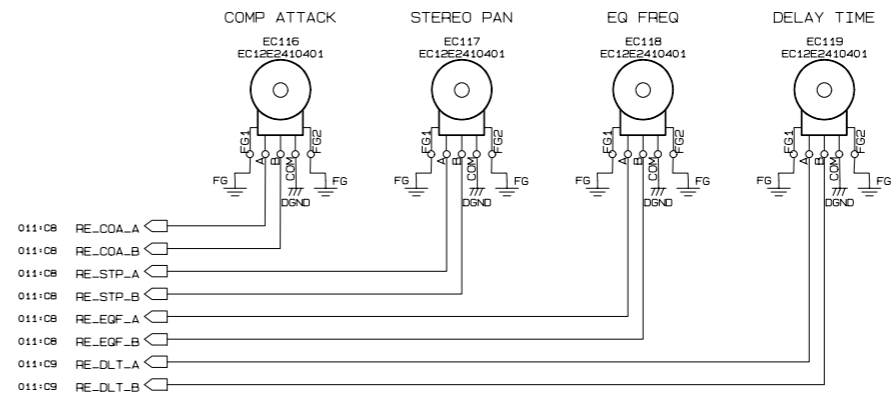 COMP ATTACK STEREO PAN EQ FREQ DELAY TIME
EC116 EC117 EC118 EC119
EC12E2410401 EC12E2410401 EC12E2410401 EC12E2410401
FG1 A B COM FG2 FG1 A B COM FG2 FG1 A B COM FG2 FG1 A B COM FG2
FG FG FG FG FG FG FG FG
DGND DGND DGND DGND
011:C8 RE_COA_A
011:C8 RE_COA_B
011:C8 RE_STP_A
011:C8 RE_STP_B
011:C8 RE_EQF_A
011:C8 RE_EQF_B
011:C9 RE_DLT_A
011:C9 RE_DLT_B